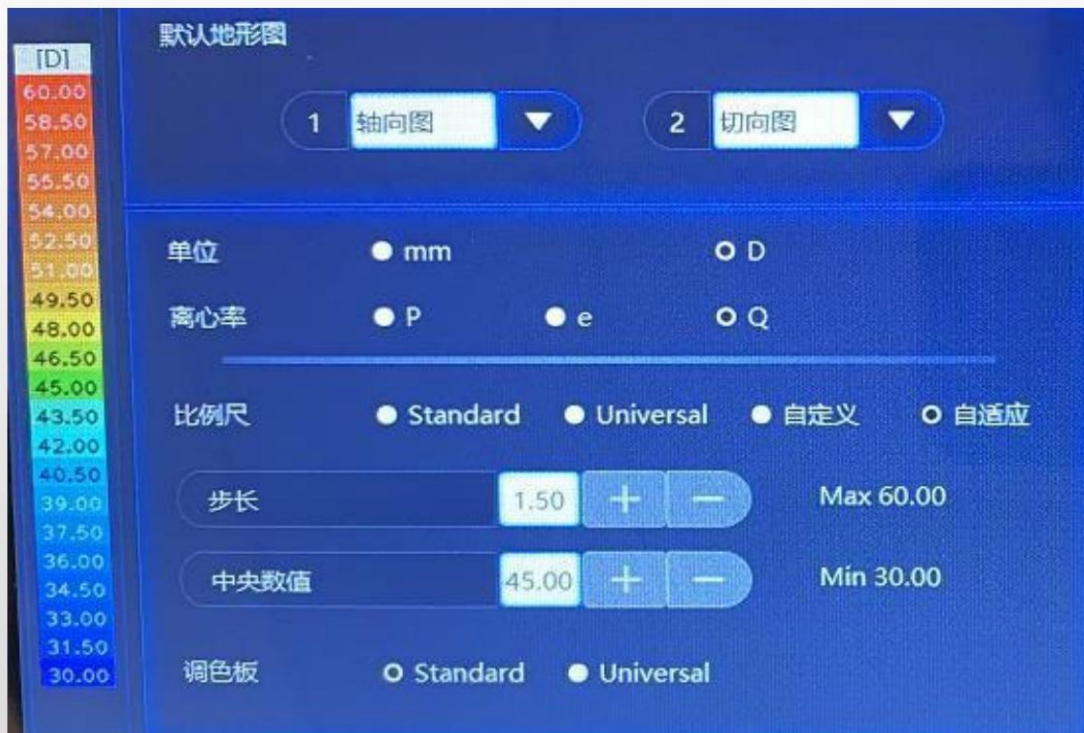 默认地形图
1 轴向图 2 切向图
单位 mm D
离心率 P e Q
比例尺 Standard Universal 自定义 自适应
步长 1.50 + − Max 60.00
中央数值 45.00 + − Min 30.00
调色板 Standard Universal
[D]
60.00
58.50
57.00
55.50
54.00
52.50
51.00
49.50
48.00
46.50
45.00
43.50
42.00
40.50
39.00
37.50
36.00
34.50
33.00
31.50
30.00